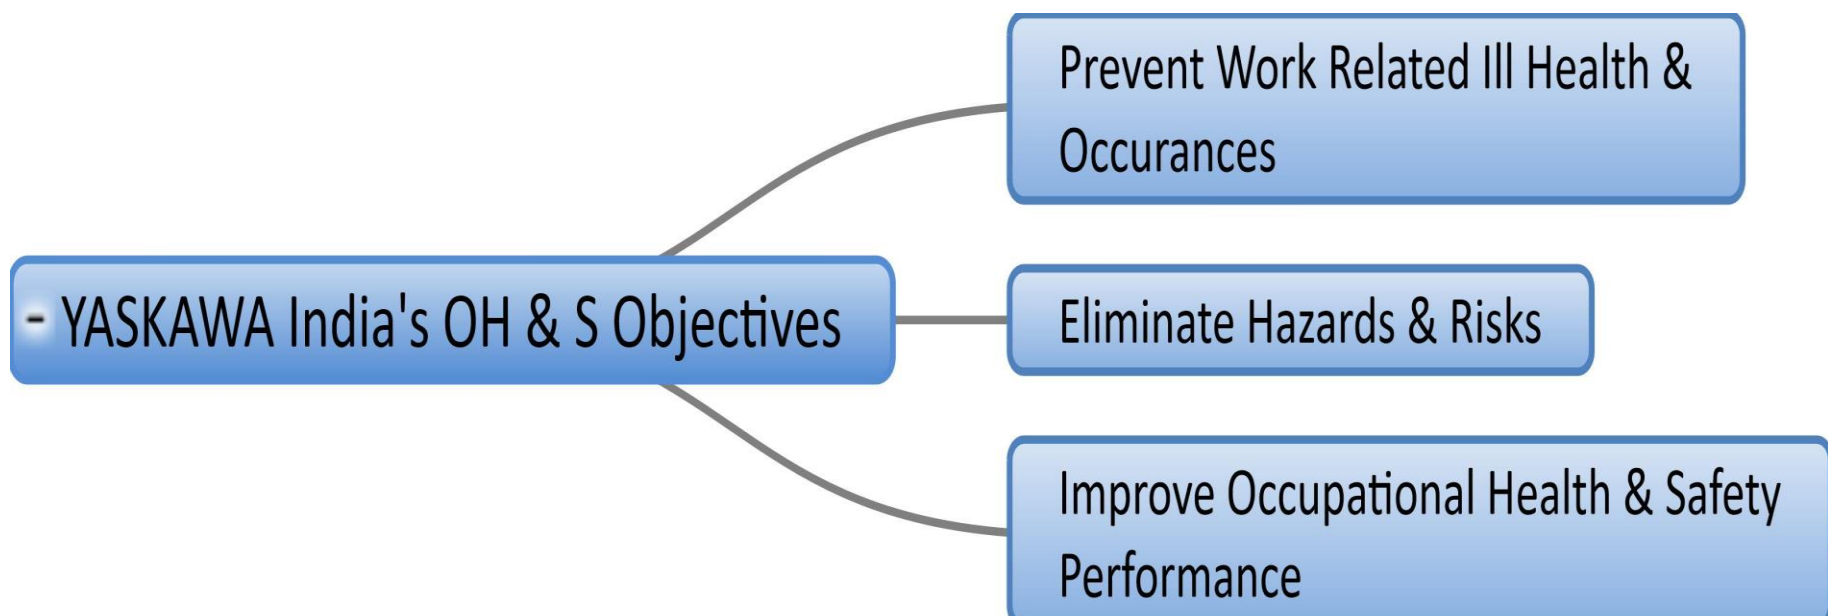 Prevent Work Related Ill Health &
Occurances
- YASKAWA India's OH & S Objectives
Eliminate Hazards & Risks
Improve Occupational Health & Safety
Performance